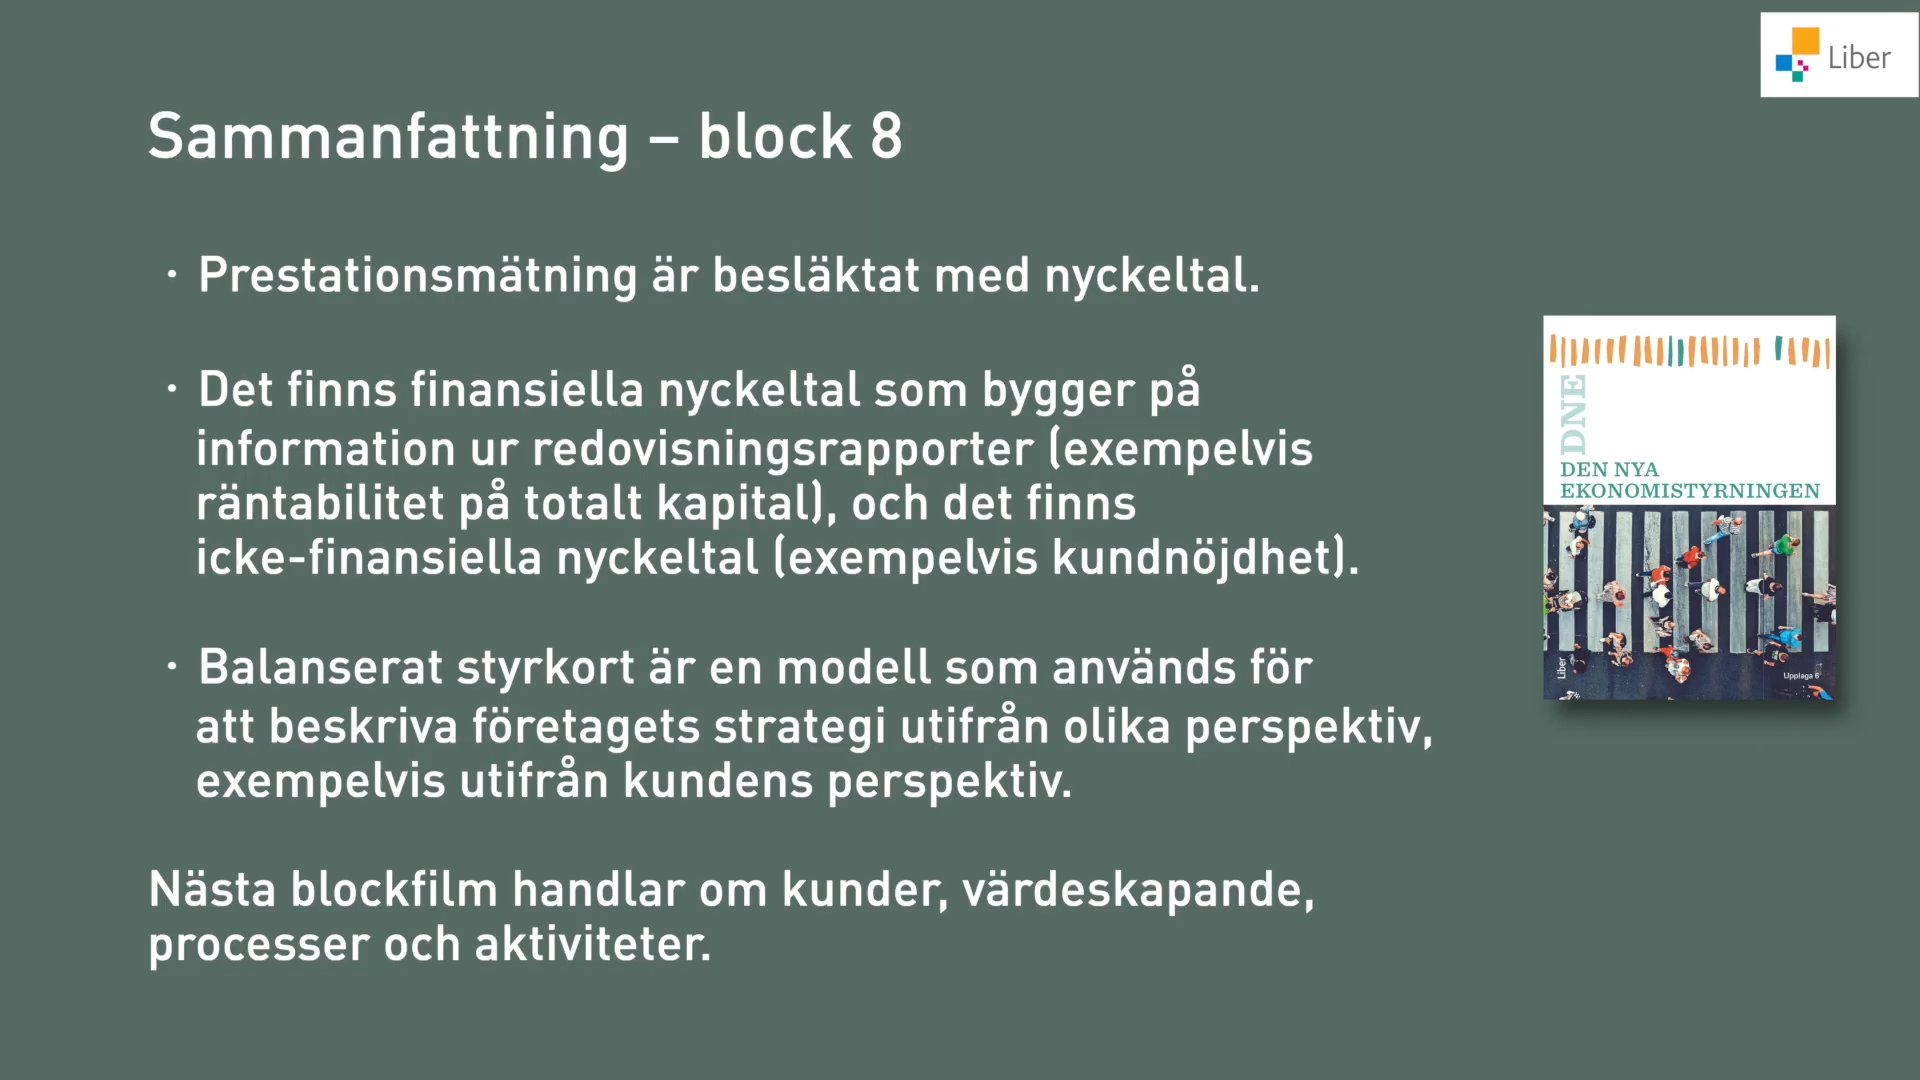 Liber
Sammanfattning – block 8
· Prestationsmätning är besläktat med nyckeltal.
· Det finns finansiella nyckeltal som bygger på
information ur redovisningsrapporter (exempelvis
räntabilitet på totalt kapital), och det finns
icke-finansiella nyckeltal (exempelvis kundnöjdhet).
· Balanserat styrkort är en modell som används för
att beskriva företagets strategi utifrån olika perspektiv,
exempelvis utifrån kundens perspektiv.
Nästa blockfilm handlar om kunder, värdeskapande,
processer och aktiviteter.
DNE
DEN NYA
EKONOMISTYRNINGEN
Liber
Upplaga 6